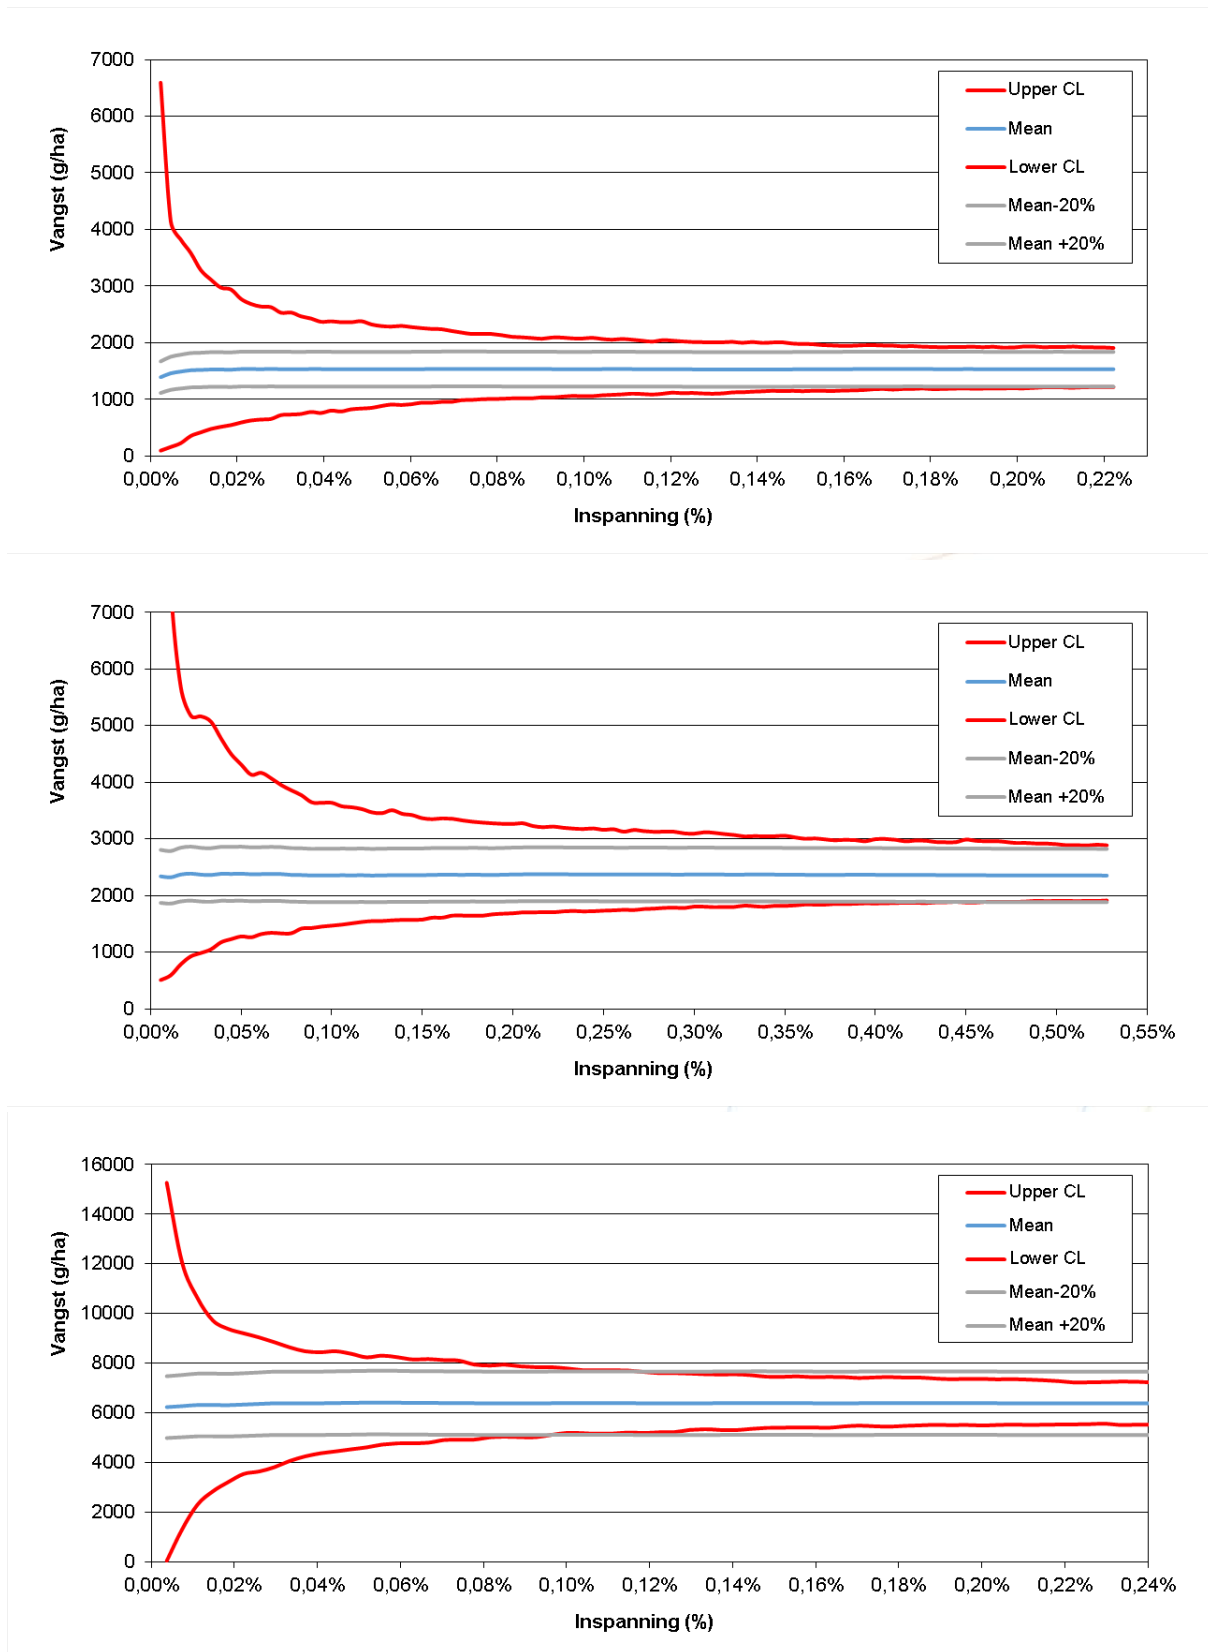 7000
6000
5000
4000
3000
2000
1000
0
Vangst (g/ha)
Upper CL
Mean
Lower CL
Mean-20%
Mean +20%
0,00% 0,02% 0,04% 0,06% 0,08% 0,10% 0,12% 0,14% 0,16% 0,18% 0,20% 0,22%
Inspanning (%)
7000
6000
5000
4000
3000
2000
1000
0
Vangst (g/ha)
Upper CL
Mean
Lower CL
Mean-20%
Mean +20%
0,00% 0,05% 0,10% 0,15% 0,20% 0,25% 0,30% 0,35% 0,40% 0,45% 0,50% 0,55%
Inspanning (%)
16000
14000
12000
10000
8000
6000
4000
2000
0
Vangst (g/ha)
Upper CL
Mean
Lower CL
Mean-20%
Mean +20%
0,00% 0,02% 0,04% 0,06% 0,08% 0,10% 0,12% 0,14% 0,16% 0,18% 0,20% 0,22% 0,24%
Inspanning (%)